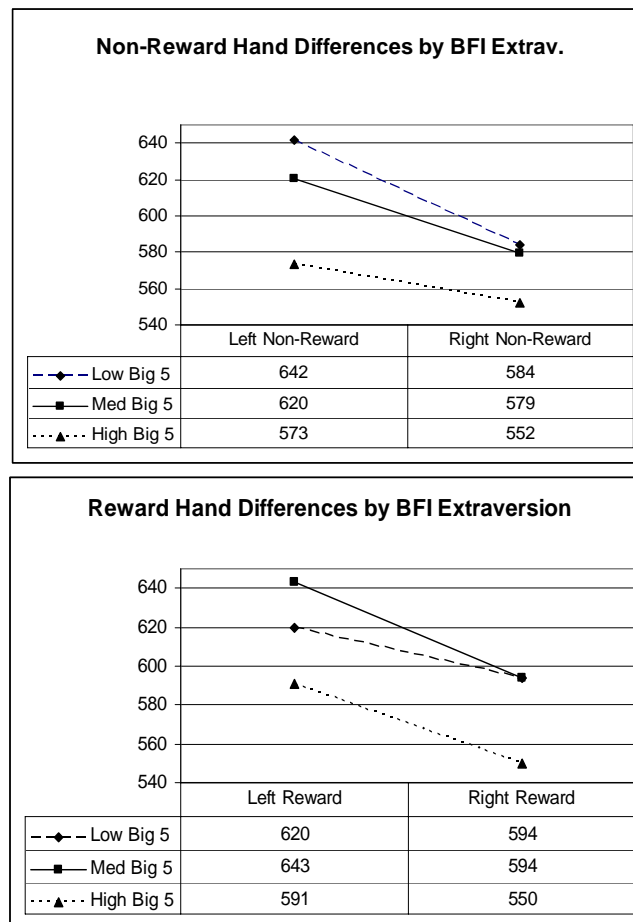 Non-Reward Hand Differences by BFI Extrav.
640
620
600
580
560
540
Left Non-Reward Right Non-Reward
Low Big 5 642 584
Med Big 5 620 579
High Big 5 573 552
Reward Hand Differences by BFI Extraversion
640
620
600
580
560
540
Left Reward Right Reward
Low Big 5 620 594
Med Big 5 643 594
High Big 5 591 550